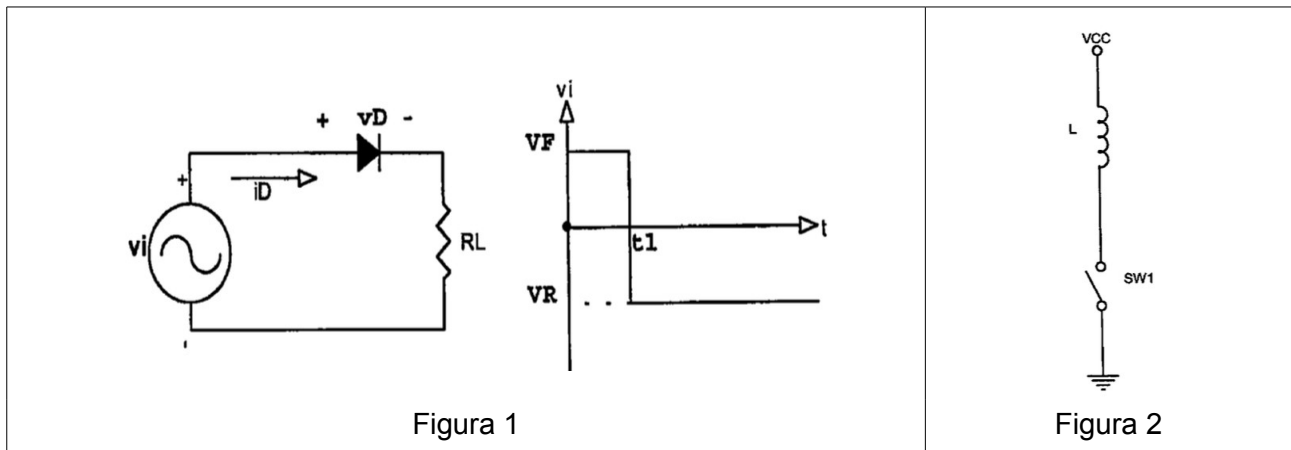 + vD -
iD
+
vi
-
RL
vi
VF
t
t1
VR
Figura 1
VCC
L
SW1
Figura 2